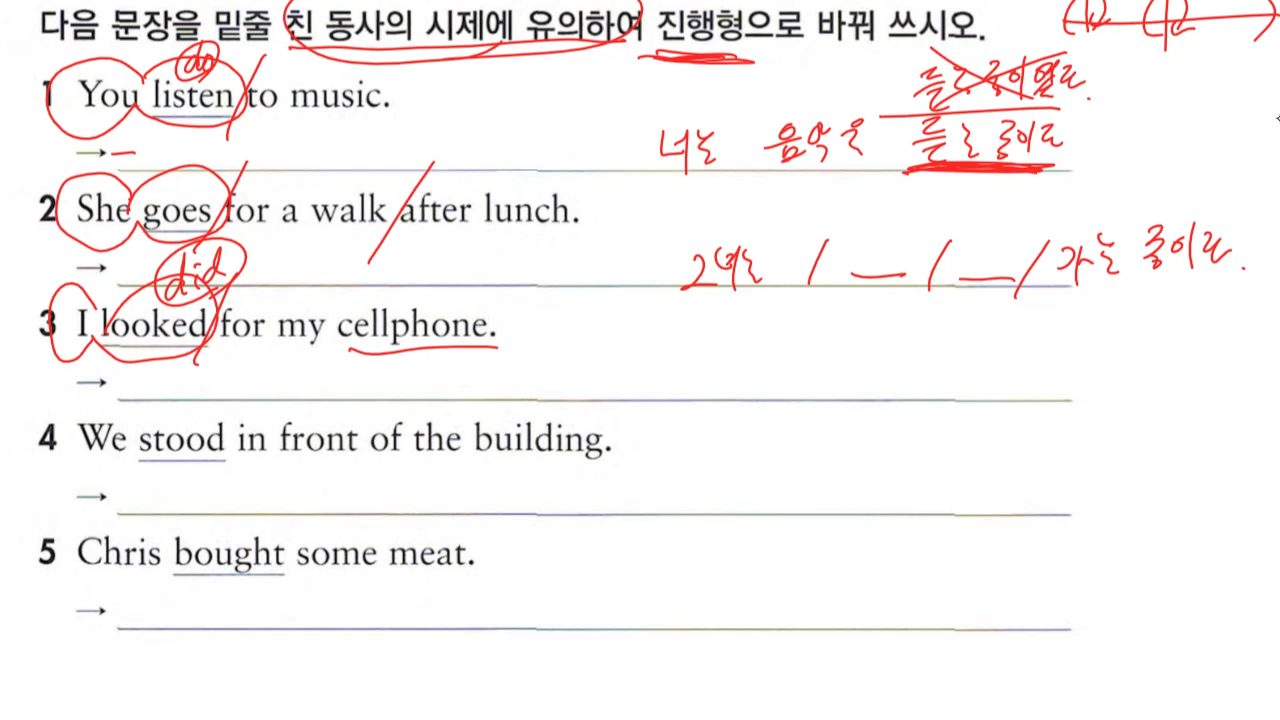 다음 문장을 밑줄 친 동사의 시제에 유의하여 진행형으로 바꿔 쓰시오.
do
1 You listen to music.
들는 중이었다.
→ 너는 음악을 듣는 중이다
2 She goes for a walk after lunch.
→ 그녀는 / — / — / 가는 중이다.
did
3 I looked for my cellphone.
→
4 We stood in front of the building.
→
5 Chris bought some meat.
→